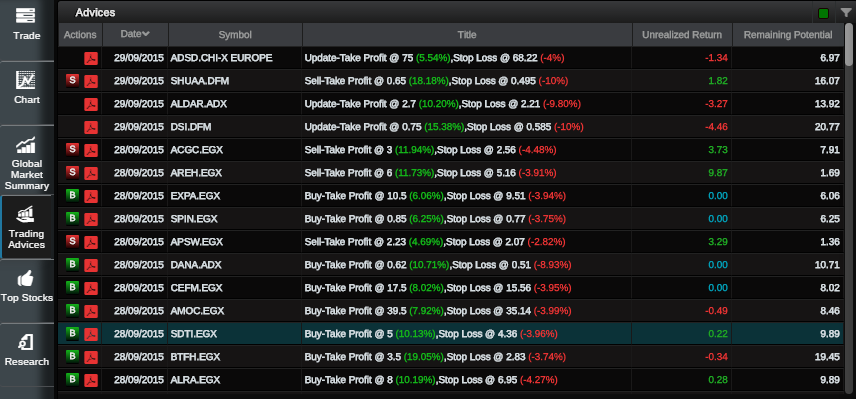 Advices
Trade
Chart
Global
Market
Summary
Trading
Advices
Top Stocks
Research
Actions Date Symbol Title Unrealized Return Remaining Potential
29/09/2015 ADSD.CHI-X EUROPE Update-Take Profit @ 75 (5.54%),Stop Loss @ 68.22 (-4%) -1.34 6.97
S 29/09/2015 SHUAA.DFM Sell-Take Profit @ 0.65 (18.18%),Stop Loss @ 0.495 (-10%) 1.82 16.07
29/09/2015 ALDAR.ADX Update-Take Profit @ 2.7 (10.20%),Stop Loss @ 2.21 (-9.80%) -3.27 13.92
29/09/2015 DSI.DFM Update-Take Profit @ 0.75 (15.38%),Stop Loss @ 0.585 (-10%) -4.46 20.77
S 28/09/2015 ACGC.EGX Sell-Take Profit @ 3 (11.94%),Stop Loss @ 2.56 (-4.48%) 3.73 7.91
S 28/09/2015 AREH.EGX Sell-Take Profit @ 6 (11.73%),Stop Loss @ 5.16 (-3.91%) 9.87 1.69
B 28/09/2015 EXPA.EGX Buy-Take Profit @ 10.5 (6.06%),Stop Loss @ 9.51 (-3.94%) 0.00 6.06
B 28/09/2015 SPIN.EGX Buy-Take Profit @ 0.85 (6.25%),Stop Loss @ 0.77 (-3.75%) 0.00 6.25
S 28/09/2015 APSW.EGX Sell-Take Profit @ 2.23 (4.69%),Stop Loss @ 2.07 (-2.82%) 3.29 1.36
B 28/09/2015 DANA.ADX Buy-Take Profit @ 0.62 (10.71%),Stop Loss @ 0.51 (-8.93%) 0.00 10.71
B 28/09/2015 CEFM.EGX Buy-Take Profit @ 17.5 (8.02%),Stop Loss @ 15.56 (-3.95%) 0.00 8.02
B 28/09/2015 AMOC.EGX Buy-Take Profit @ 39.5 (7.92%),Stop Loss @ 35.14 (-3.99%) -0.49 8.46
B 28/09/2015 SDTI.EGX Buy-Take Profit @ 5 (10.13%),Stop Loss @ 4.36 (-3.96%) 0.22 9.89
B 28/09/2015 BTFH.EGX Buy-Take Profit @ 3.5 (19.05%),Stop Loss @ 2.83 (-3.74%) -0.34 19.45
B 28/09/2015 ALRA.EGX Buy-Take Profit @ 8 (10.19%),Stop Loss @ 6.95 (-4.27%) 0.28 9.89